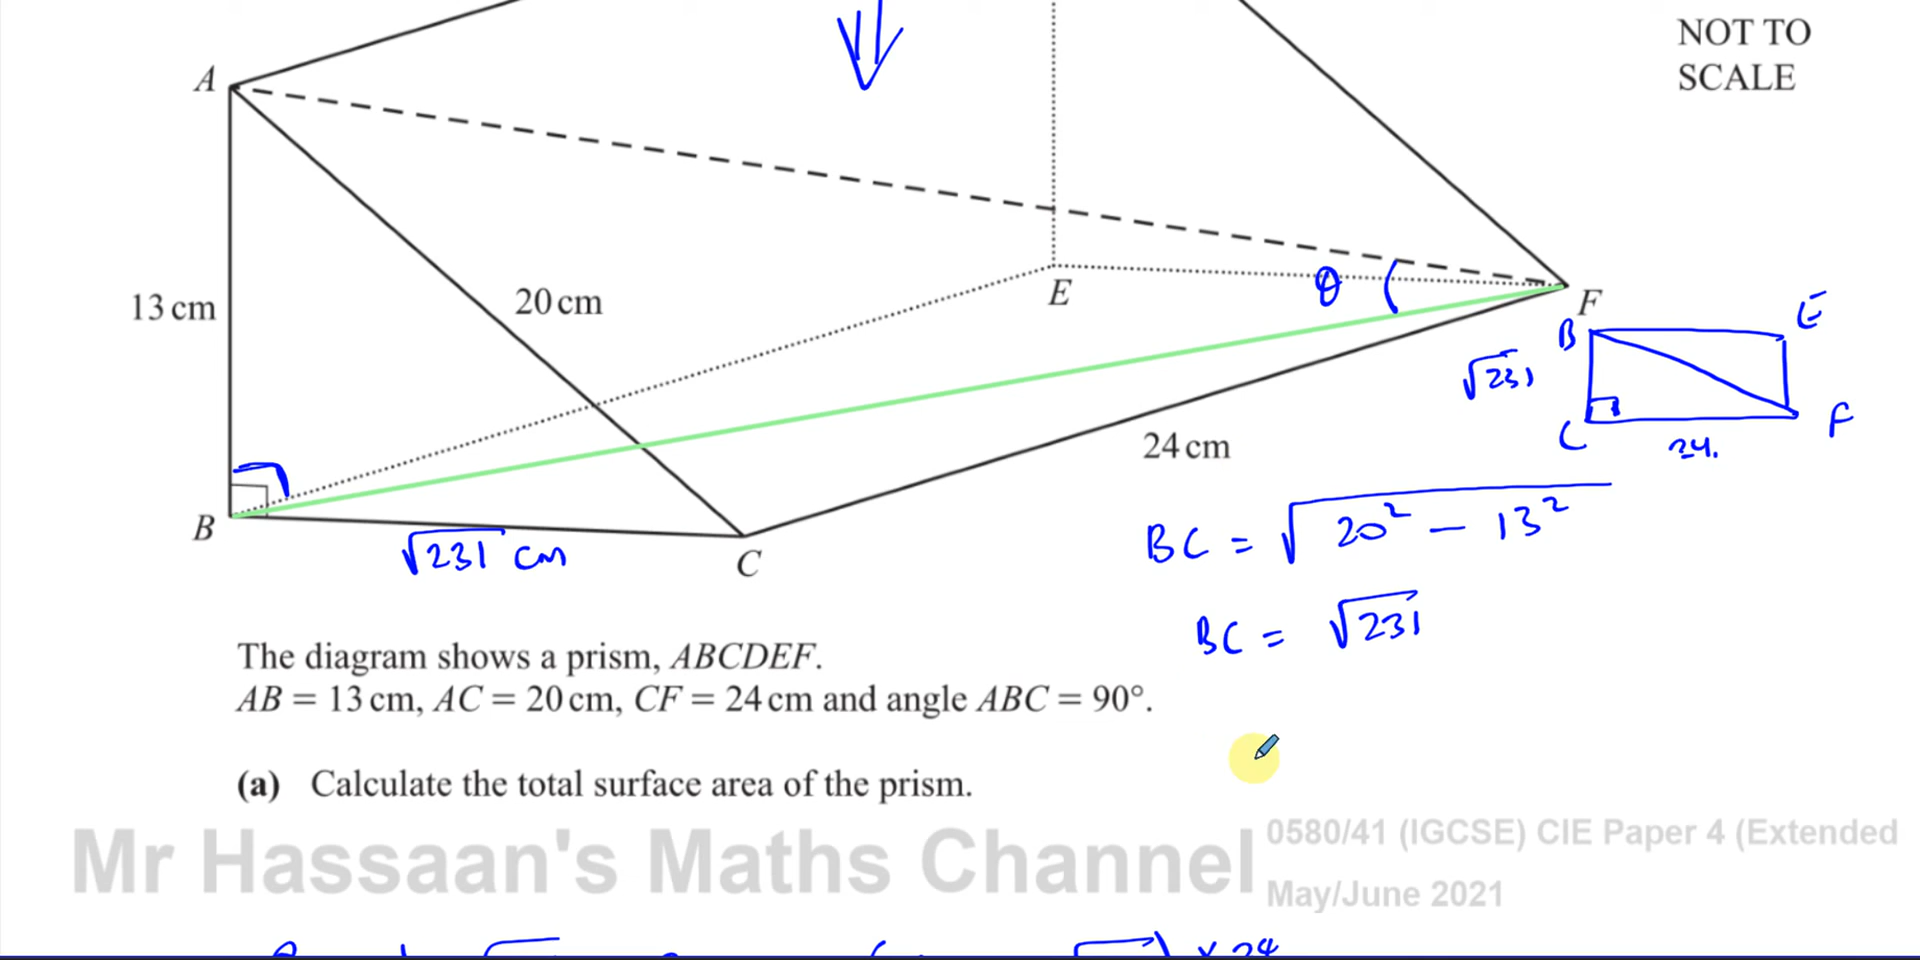 NOT TO
SCALE
A
13 cm
20 cm
E
θ
F
B
E
√231
C
24.
F
24 cm
B
√231 cm
C
BC = √20² − 13²
BC = √231
The diagram shows a prism, ABCDEF.
AB = 13 cm, AC = 20 cm, CF = 24 cm and angle ABC = 90°.
(a) Calculate the total surface area of the prism.
Mr Hassaan's Maths Channel
0580/41 (IGCSE) CIE Paper 4 (Extended
May/June 2021
× 24